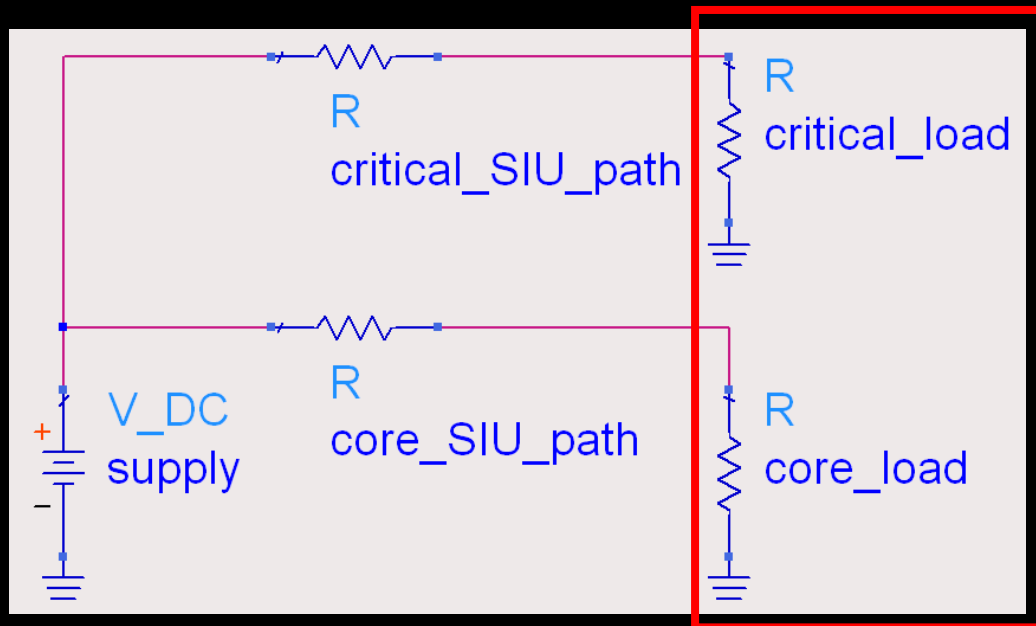 R
critical_SIU_path
R
critical_load
V_DC
supply
+
−
R
core_SIU_path
R
core_load